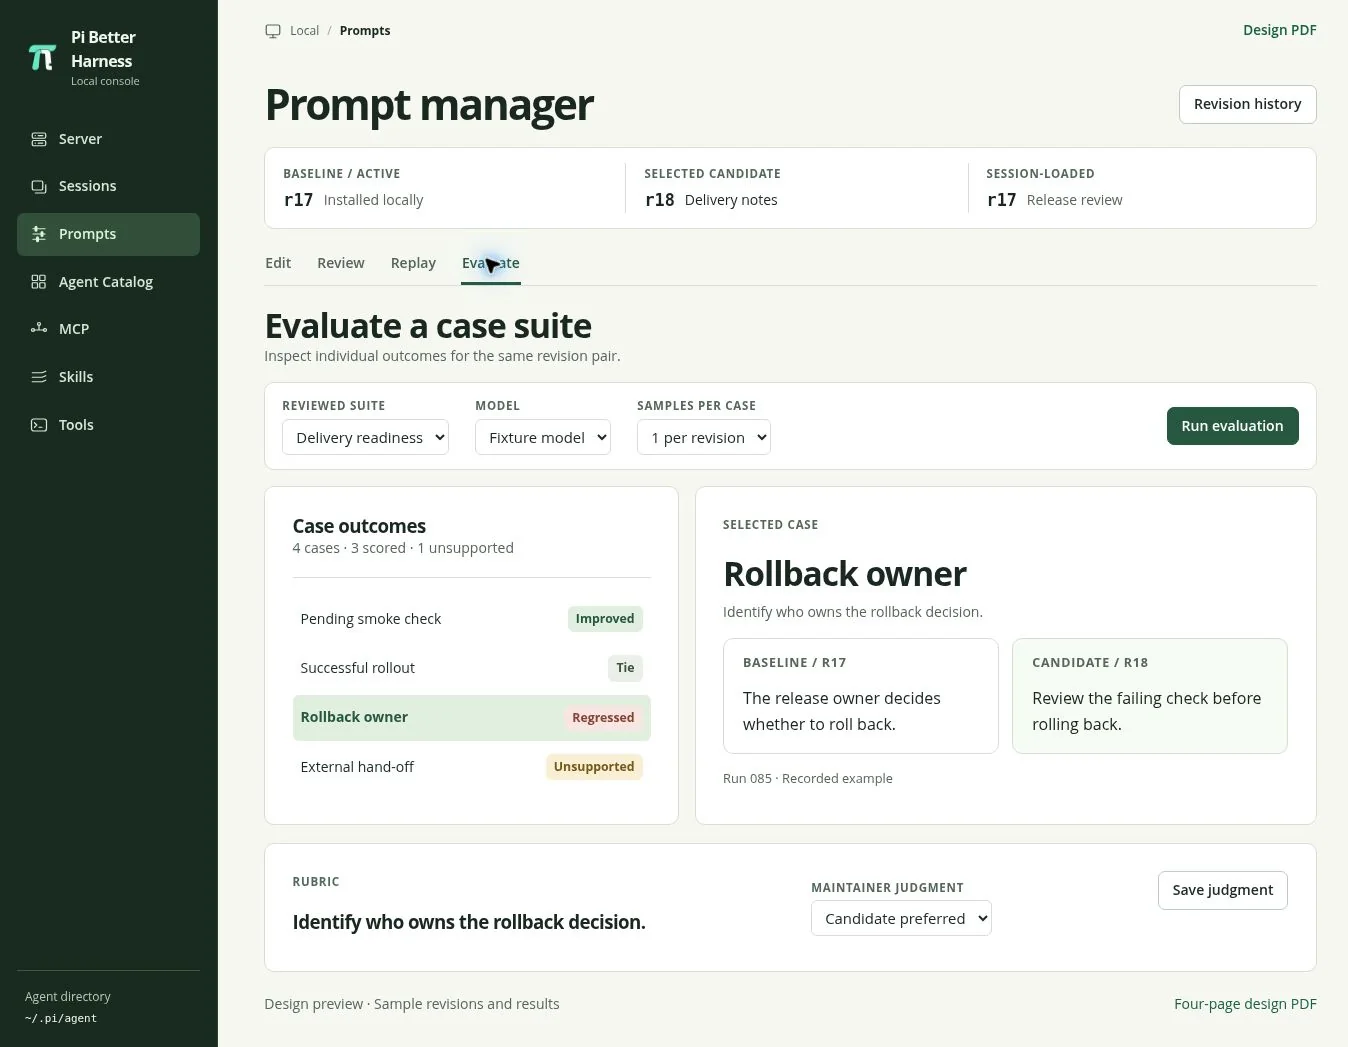 Pi Better
Harness
Local console
Server
Sessions
Prompts
Agent Catalog
MCP
Skills
Tools
Agent directory
~/.pi/agent
Local / Prompts
Design PDF
Prompt manager
Revision history
BASELINE / ACTIVE
r17 Installed locally
SELECTED CANDIDATE
r18 Delivery notes
SESSION-LOADED
r17 Release review
Edit Review Replay Evaluate
Evaluate a case suite
Inspect individual outcomes for the same revision pair.
REVIEWED SUITE
Delivery readiness
MODEL
Fixture model
SAMPLES PER CASE
1 per revision
Run evaluation
Case outcomes
4 cases · 3 scored · 1 unsupported
Pending smoke check Improved
Successful rollout Tie
Rollback owner Regressed
External hand-off Unsupported
SELECTED CASE
Rollback owner
Identify who owns the rollback decision.
BASELINE / R17
The release owner decides
whether to roll back.
CANDIDATE / R18
Review the failing check before
rolling back.
Run 085 · Recorded example
RUBRIC
Identify who owns the rollback decision.
MAINTAINER JUDGMENT
Candidate preferred
Save judgment
Design preview · Sample revisions and results
Four-page design PDF